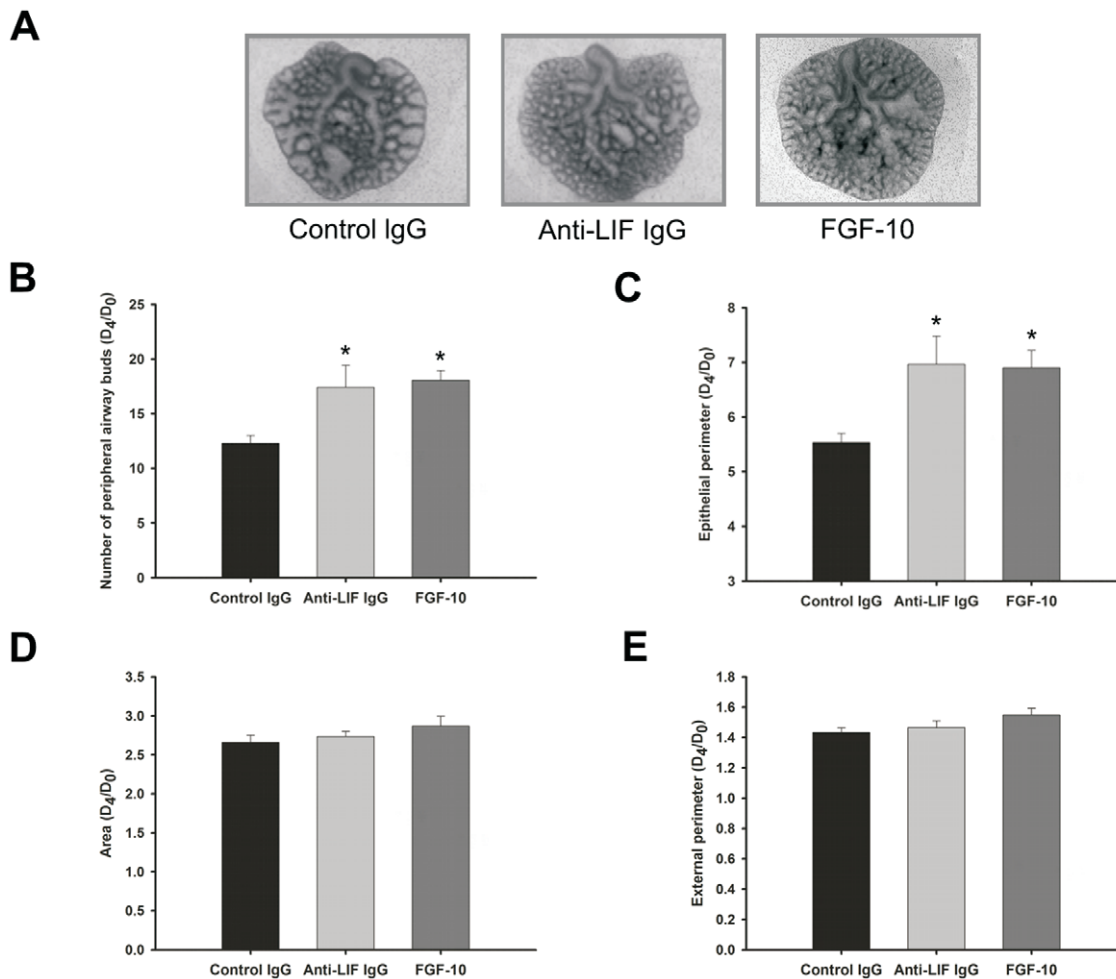 A
Control IgG
Anti-LIF IgG
FGF-10
B
Number of peripheral airway buds (D4/D0)
25
20
15
10
5
0
*
*
Control IgG
Anti-LIF IgG
FGF-10
C
Epithelial perimeter (D4/D0)
8
7
6
5
4
3
*
*
Control IgG
Anti-LIF IgG
FGF-10
D
Area (D4/D0)
3.5
3.0
2.5
2.0
1.5
1.0
0.5
0.0
Control IgG
Anti-LIF IgG
FGF-10
E
External perimeter (D4/D0)
1.8
1.6
1.4
1.2
1.0
0.8
0.6
0.4
0.2
0.0
Control IgG
Anti-LIF IgG
FGF-10